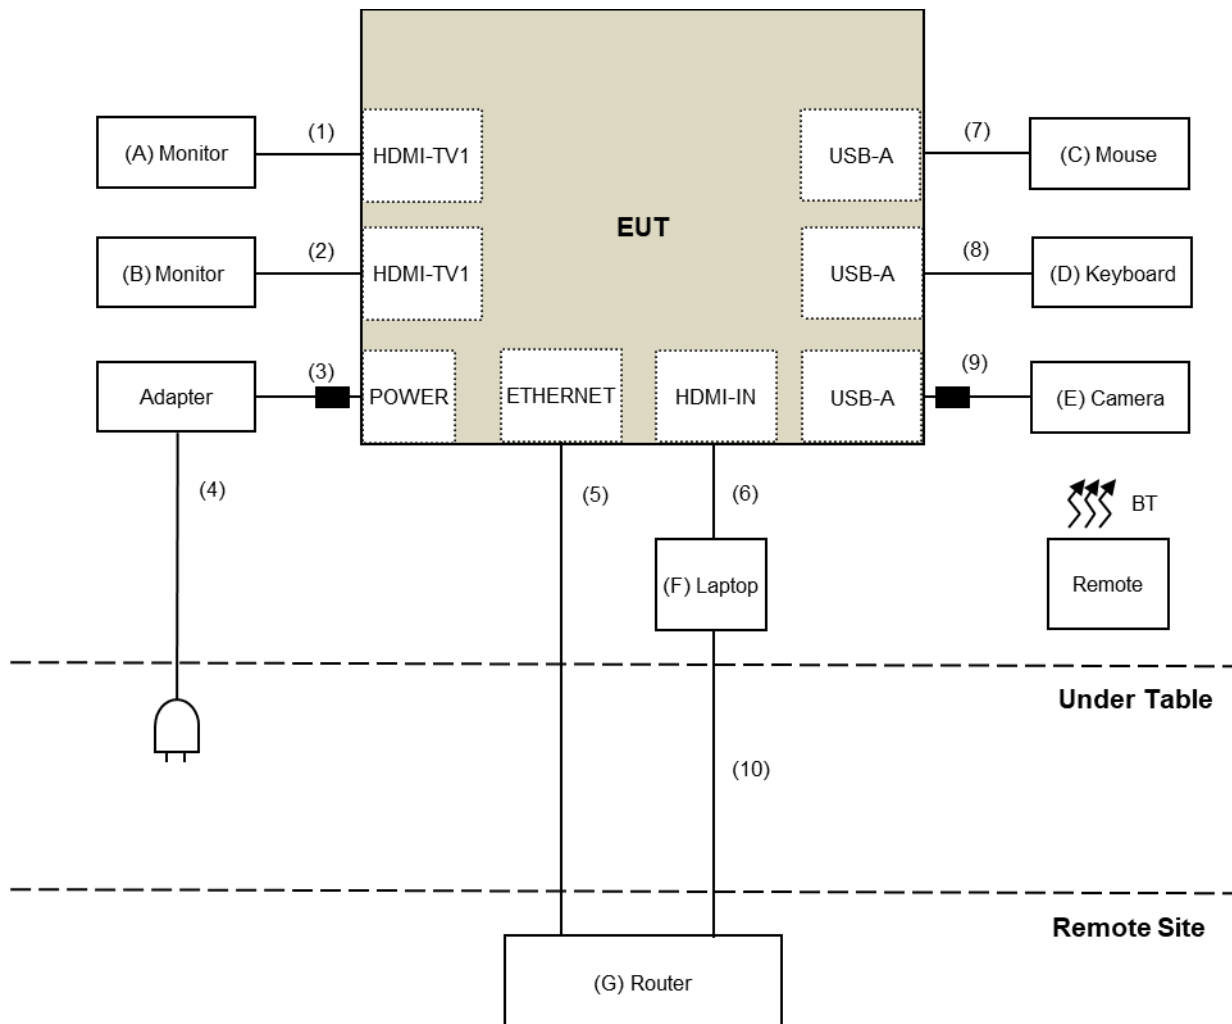 (1)
(A) Monitor
HDMI-TV1
USB-A
(7)
(C) Mouse
EUT
(2)
(B) Monitor
HDMI-TV1
USB-A
(8)
(D) Keyboard
(3)
Adapter
POWER
ETHERNET
HDMI-IN
USB-A
(9)
(E) Camera
(4)
(5)
(6)
BT
(F) Laptop
Remote
Under Table
(10)
Remote Site
(G) Router